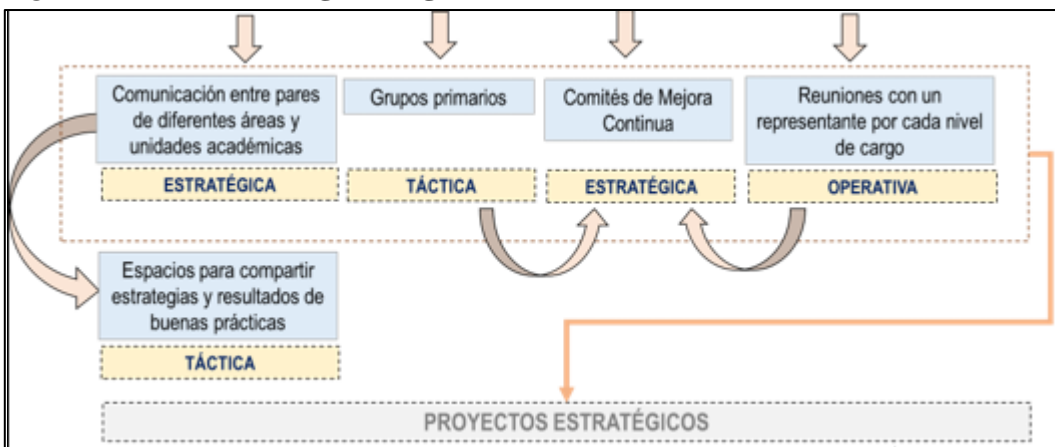 Comunicación entre pares
de diferentes áreas y
unidades académicas
ESTRATÉGICA
Grupos primarios
TÁCTICA
Comités de Mejora
Continua
ESTRATÉGICA
Reuniones con un
representante por cada nivel
de cargo
OPERATIVA
Espacios para compartir
estrategias y resultados de
buenas prácticas
TÁCTICA
PROYECTOS ESTRATÉGICOS